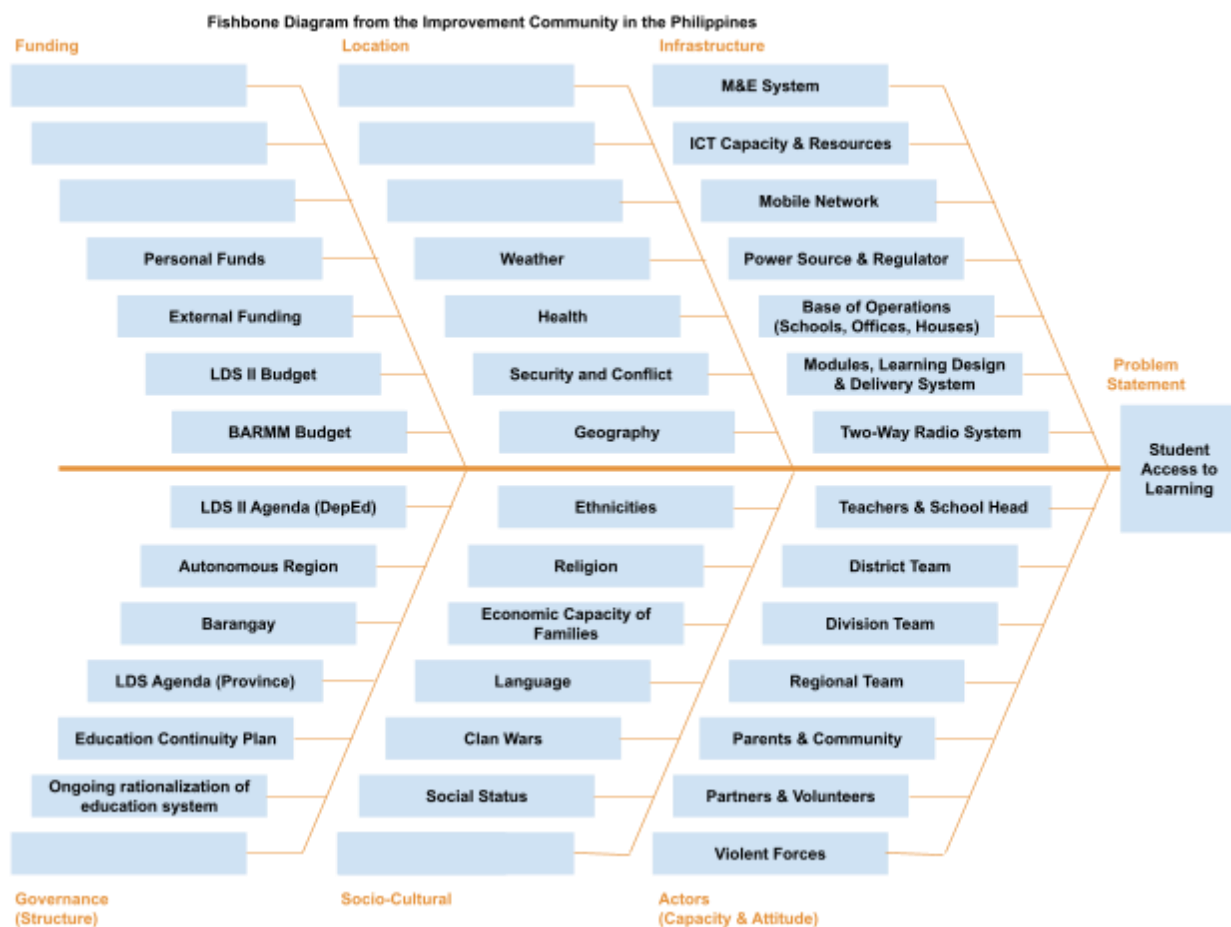 Fishbone Diagram from the Improvement Community in the Philippines
Funding
Location
Infrastructure
M&E System
ICT Capacity & Resources
Mobile Network
Personal Funds
Weather
Power Source & Regulator
External Funding
Health
Base of Operations
(Schools, Offices, Houses)
LDS II Budget
Security and Conflict
Modules, Learning Design
& Delivery System
BARMM Budget
Geography
Two-Way Radio System
Problem
Statement
Student
Access to
Learning
LDS II Agenda (DepEd)
Ethnicities
Teachers & School Head
Autonomous Region
Religion
District Team
Barangay
Economic Capacity of
Families
Division Team
LDS Agenda (Province)
Language
Regional Team
Education Continuity Plan
Clan Wars
Parents & Community
Ongoing rationalization of
education system
Social Status
Partners & Volunteers
Violent Forces
Governance
(Structure)
Socio-Cultural
Actors
(Capacity & Attitude)